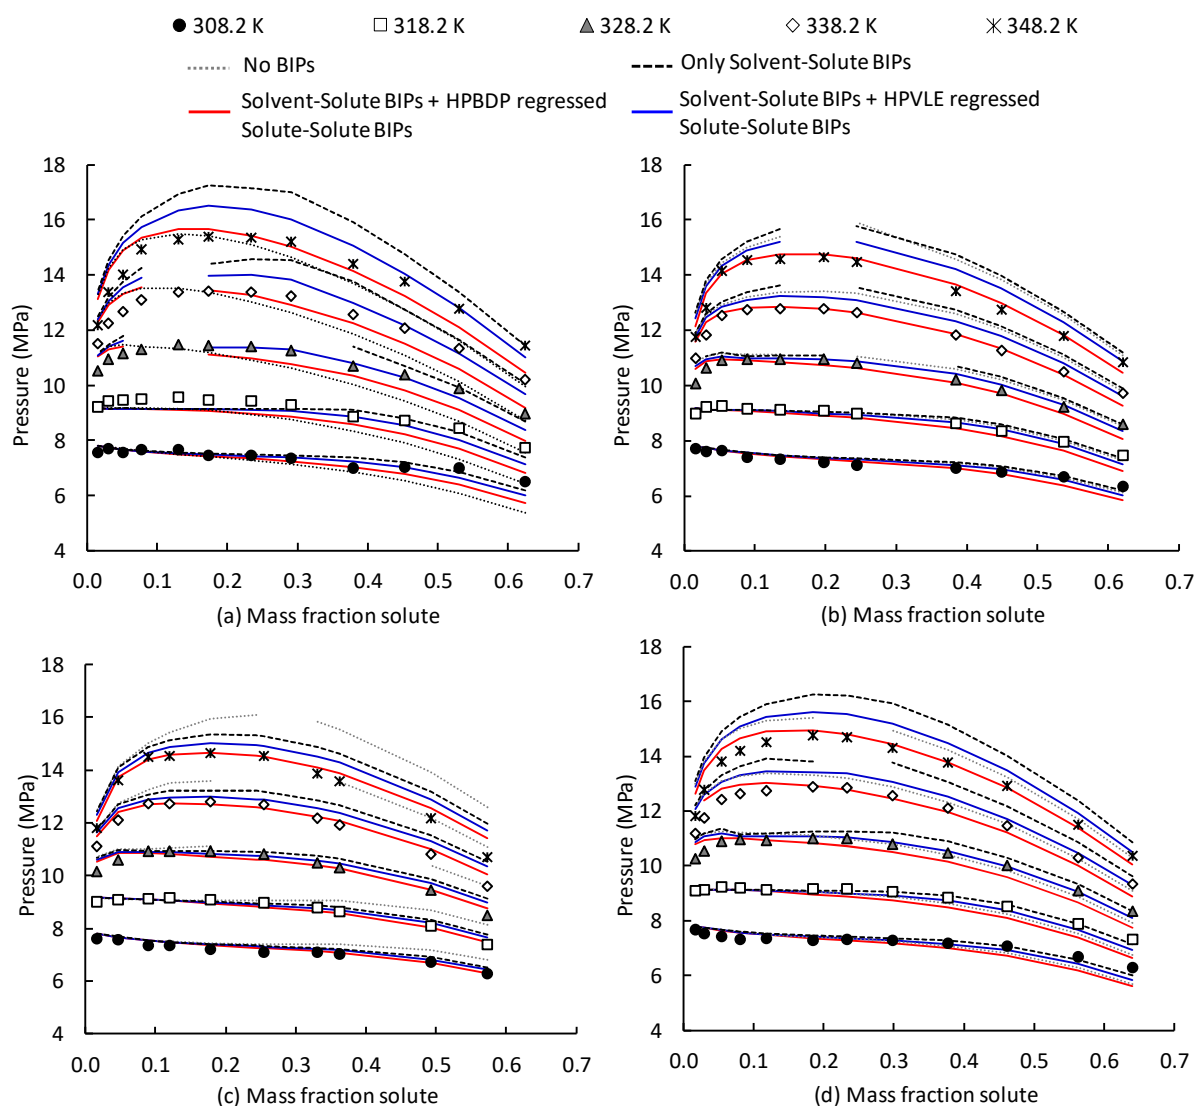 308.2 K 318.2 K 328.2 K 338.2 K 348.2 K
No BIPs Only Solvent-Solute BIPs
Solvent-Solute BIPs + HPBDP regressed
Solute-Solute BIPs
Solvent-Solute BIPs + HPVLE regressed
Solute-Solute BIPs
18
16
14
12
10
8
6
4
Pressure (MPa)
0.0 0.1 0.2 0.3 0.4 0.5 0.6 0.7
(a) Mass fraction solute
18
16
14
12
10
8
6
4
Pressure (MPa)
0.0 0.1 0.2 0.3 0.4 0.5 0.6 0.7
(b) Mass fraction solute
18
16
14
12
10
8
6
4
Pressure (MPa)
0.0 0.1 0.2 0.3 0.4 0.5 0.6 0.7
(c) Mass fraction solute
18
16
14
12
10
8
6
4
Pressure (MPa)
0.0 0.1 0.2 0.3 0.4 0.5 0.6 0.7
(d) Mass fraction solute